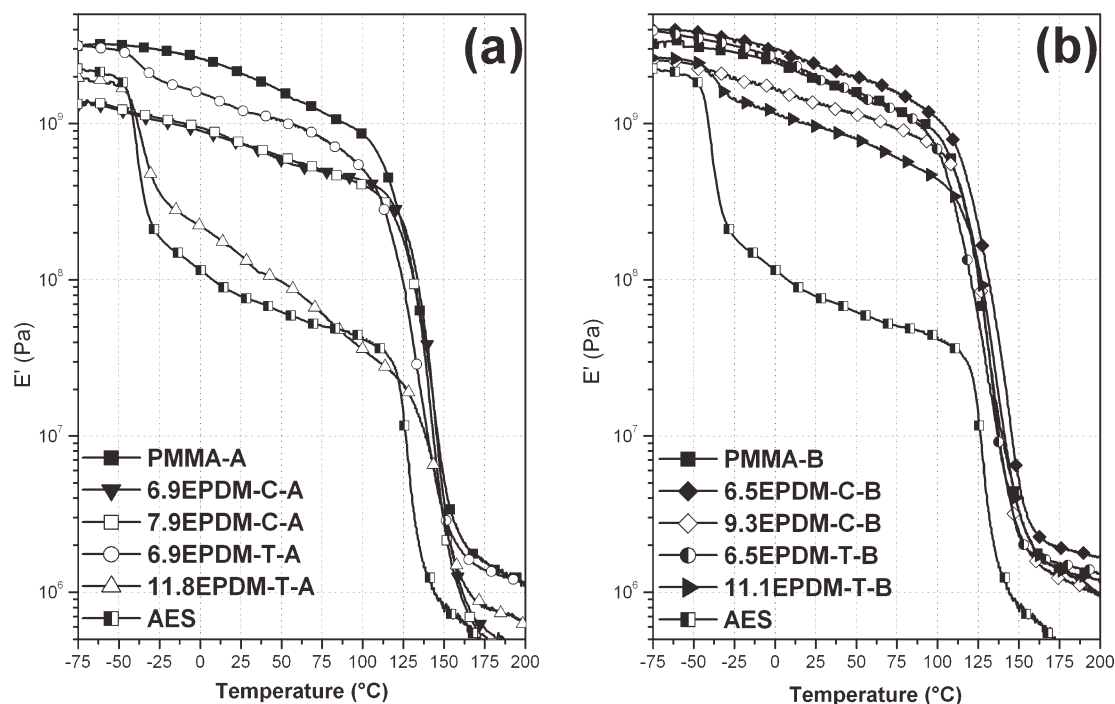 (a)
10⁹
10⁸
10⁷
10⁶
E' (Pa)
PMMA-A
6.9EPDM-C-A
7.9EPDM-C-A
6.9EPDM-T-A
11.8EPDM-T-A
AES
-75 -50 -25 0 25 50 75 100 125 150 175 200
Temperature (°C)
(b)
10⁹
10⁸
10⁷
10⁶
E' (Pa)
PMMA-B
6.5EPDM-C-B
9.3EPDM-C-B
6.5EPDM-T-B
11.1EPDM-T-B
AES
-75 -50 -25 0 25 50 75 100 125 150 175 200
Temperature (°C)